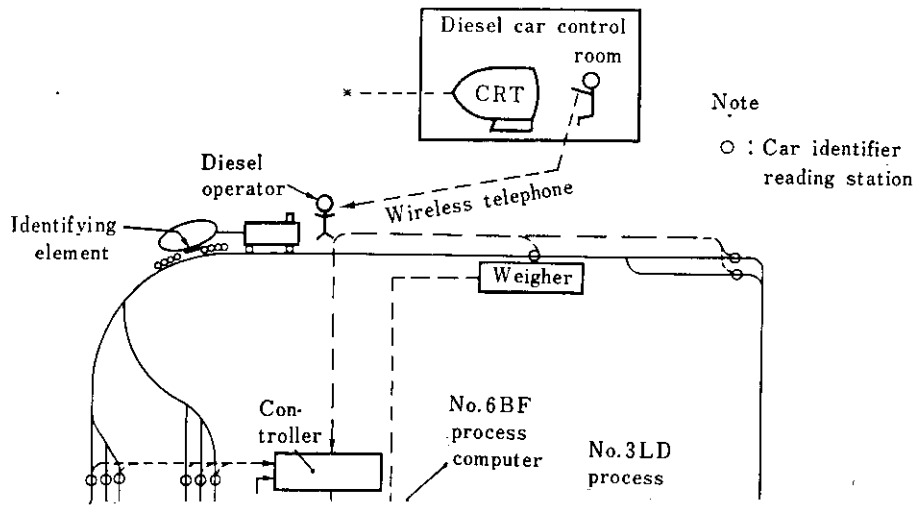 Diesel car control
room
CRT
Note
○ : Car identifier
reading station
Diesel
operator
Wireless telephone
Identifying
element
Weigher
Con-
troller
No.6BF
process
computer
No.3LD
process